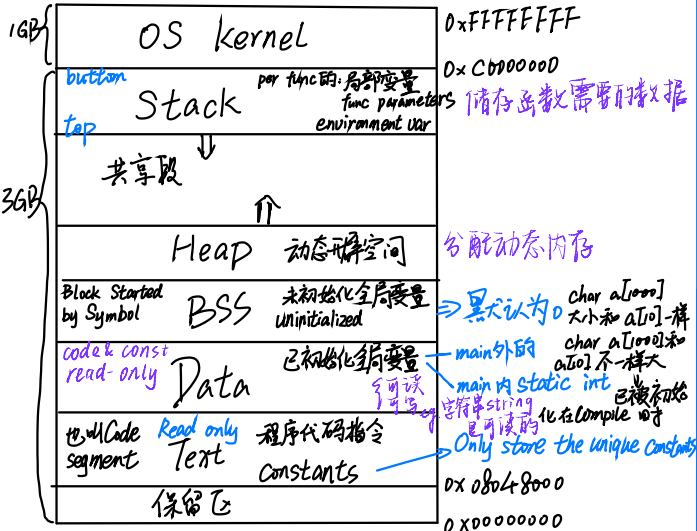 1GB
OS kernel
0xFFFFFFFF
0xC0000000
3GB
button
Stack
top
per func的:局部变量
func parameters
environment var
储存函数需要的数据
共享段
Heap 动态开辟空间
分配动态内存
Block Started
by Symbol
BSS
未初始化全局变量
uninitialized
⇒默认为0
char a[1000]
大小和a[10]一样
code & const
read-only
Data
已初始化全局变量
main外的
main内 static int
char a[1000]和
a[10]不一样大
已被初始
化在compile时
可读
可写
eg.字符串string
只可读的
也叫Code
segment
Read only
Text
程序代码指令
constants
Only store the unique constants
0x08048000
保留区
0x00000000